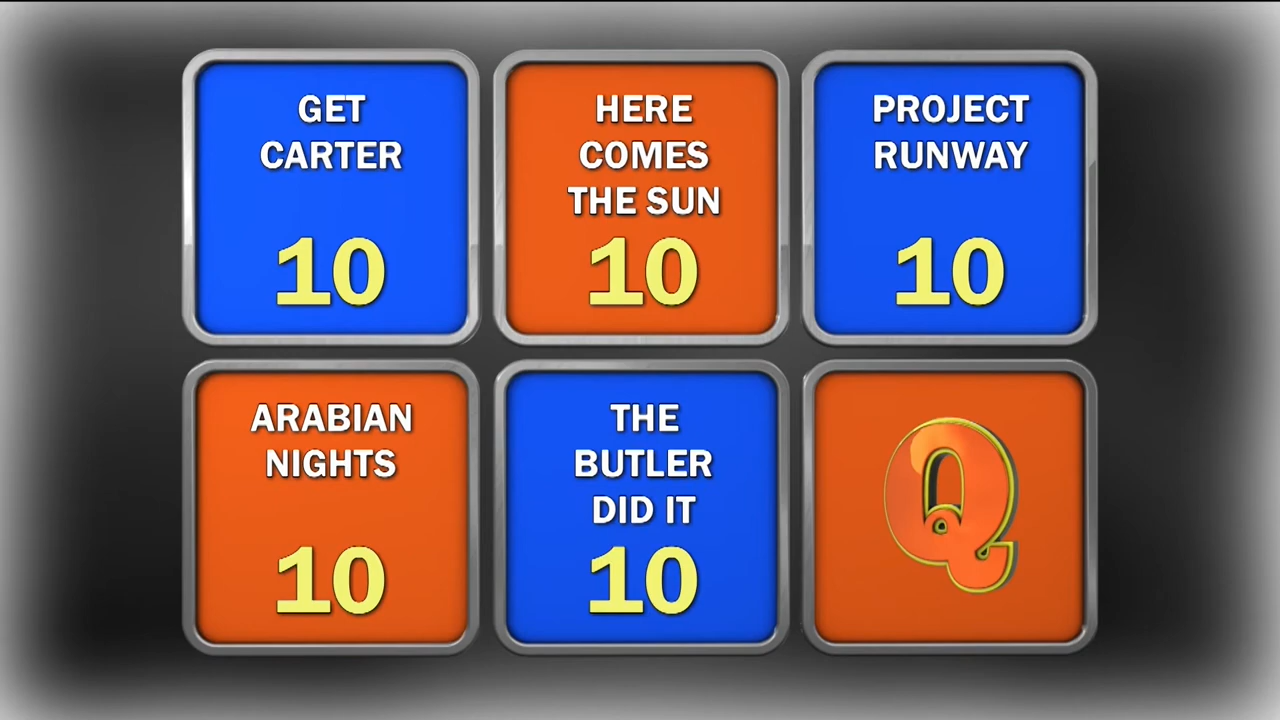 GET
CARTER
10
HERE
COMES
THE SUN
10
PROJECT
RUNWAY
10
ARABIAN
NIGHTS
10
THE
BUTLER
DID IT
10
Q